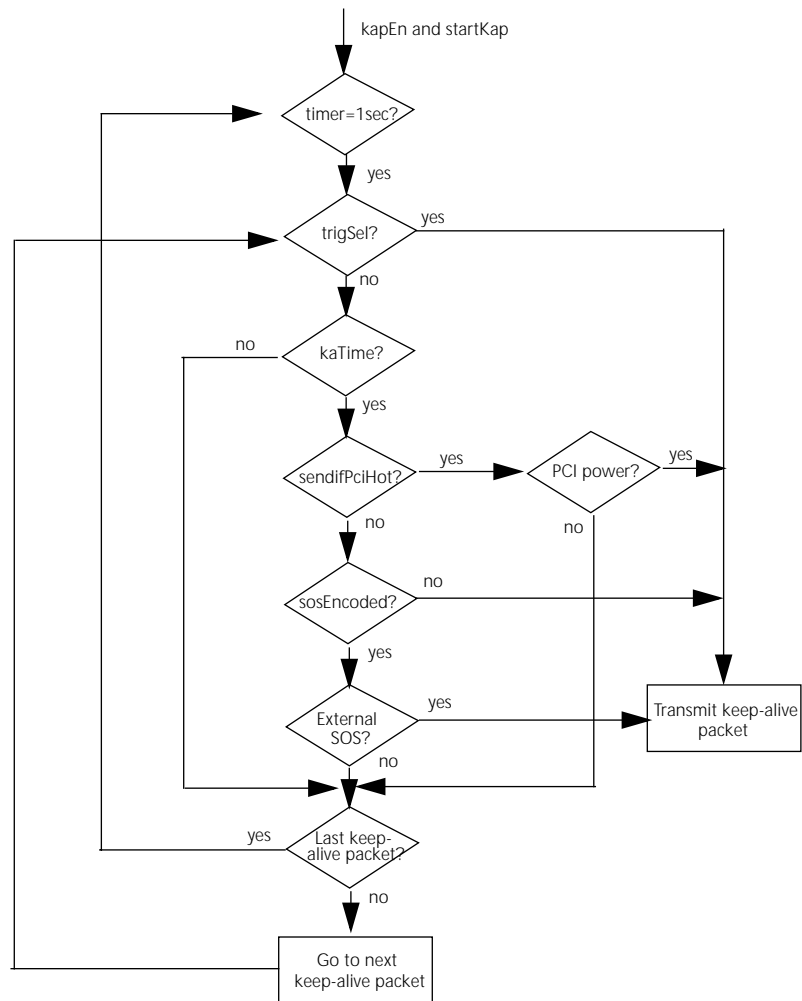 kapEn and startKap
timer=1sec?
yes
trigSel?
yes
no
kaTime?
no
yes
sendifPciHot?
yes
PCI power?
yes
no
no
sosEncoded?
no
yes
External
SOS?
yes
Transmit keep-alive
packet
no
Last keep-
alive packet?
yes
no
Go to next
keep-alive packet